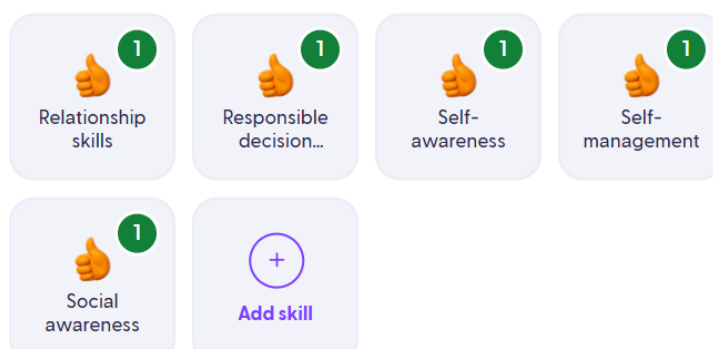 1
Relationship
skills
1
Responsible
decision...
1
Self-
awareness
1
Self-
management
1
Social
awareness
+
Add skill